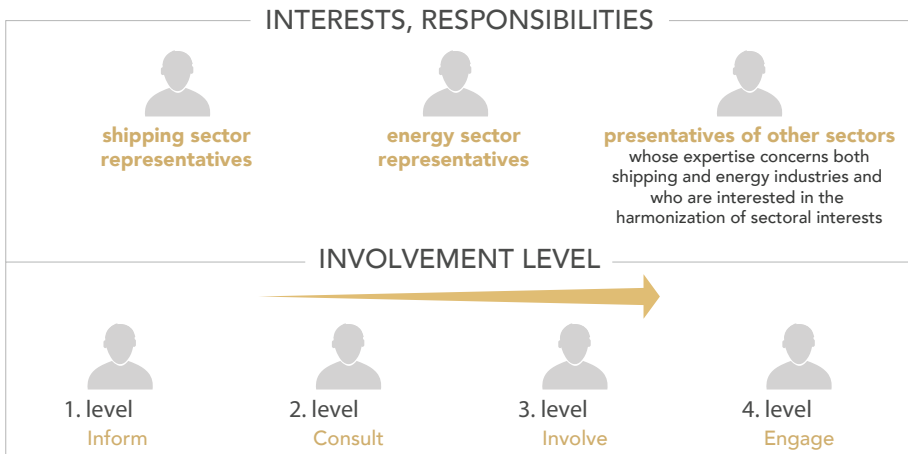 INTERESTS, RESPONSIBILITIES
shipping sector
representatives
energy sector
representatives
presentatives of other sectors
whose expertise concerns both
shipping and energy industries and
who are interested in the
harmonization of sectoral interests
INVOLVEMENT LEVEL
1. level
Inform
2. level
Consult
3. level
Involve
4. level
Engage